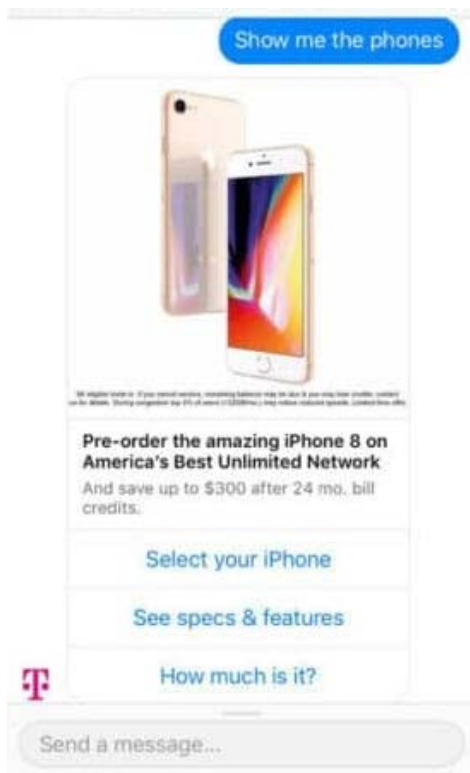 Show me the phones
Pre-order the amazing iPhone 8 on
America's Best Unlimited Network
And save up to $300 after 24 mo. bill
credits.
Select your iPhone
See specs & features
How much is it?
T
Send a message...